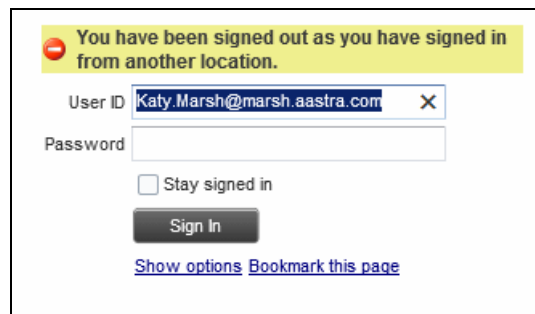 You have been signed out as you have signed in
from another location.
User ID Katy.Marsh@marsh.aastra.com
Password
Stay signed in
Sign In
Show options Bookmark this page